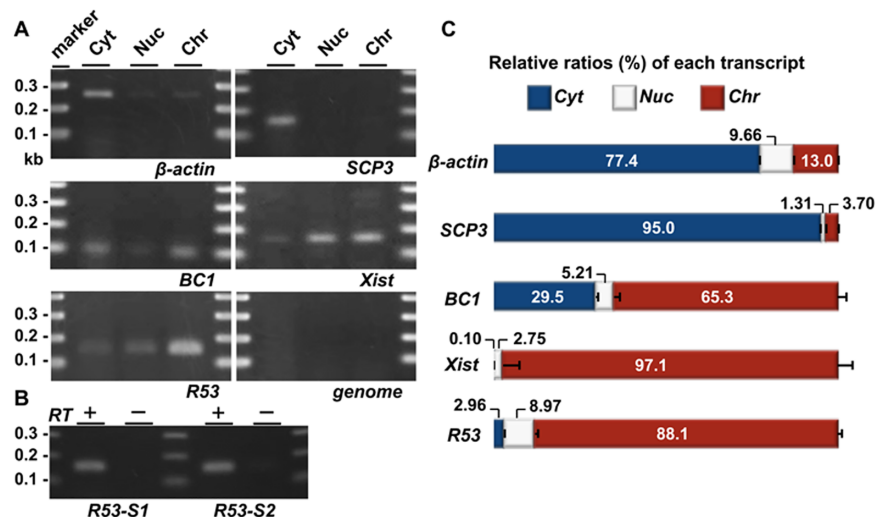 A
marker
Cyt
Nuc
Chr
Cyt
Nuc
Chr
0.3 -
0.2 -
0.1 -
kb
β-actin
SCP3
0.3 -
0.2 -
0.1 -
BC1
Xist
0.3 -
0.2 -
0.1 -
R53
genome
B
RT + − + −
0.3 -
0.2 -
0.1 -
R53-S1
R53-S2
C
Relative ratios (%) of each transcript
Cyt
Nuc
Chr
9.66
β-actin
77.4
13.0
1.31
3.70
SCP3
95.0
5.21
BC1
29.5
65.3
0.10
2.75
Xist
97.1
2.96
8.97
R53
88.1